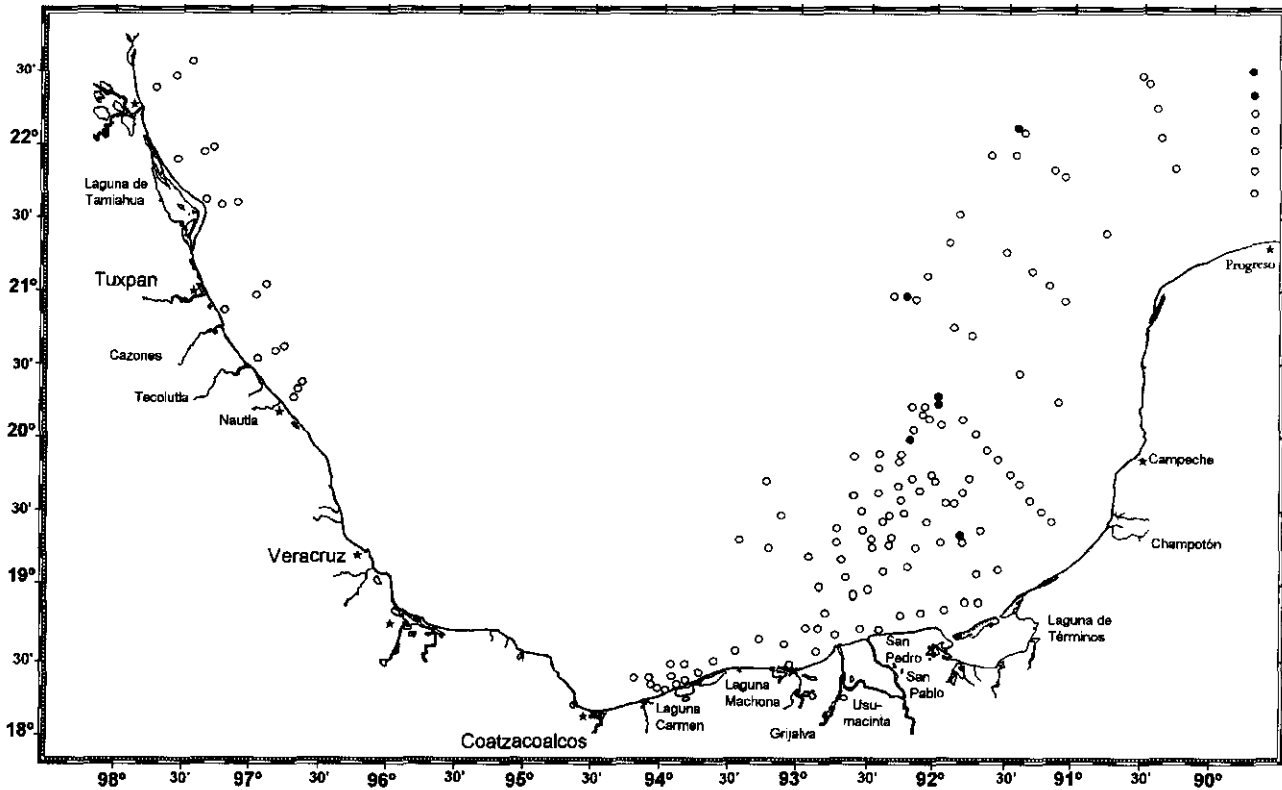 30'
22°
30'
21°
30'
20°
30'
19°
30'
18°
Laguna de
Tamiahua
Tuxpan
Cazones
Tecolutla
Nautla
Veracruz
Coatzacoalcos
Laguna
Carmen
Laguna
Machona
Grijalva
Usu-
macinta
San
Pedro
San
Pablo
Laguna de
Términos
Champotón
Campeche
Progreso
98°
30'
97°
30'
96°
30'
95°
30'
94°
30'
93°
30'
92°
30'
91°
30'
90°